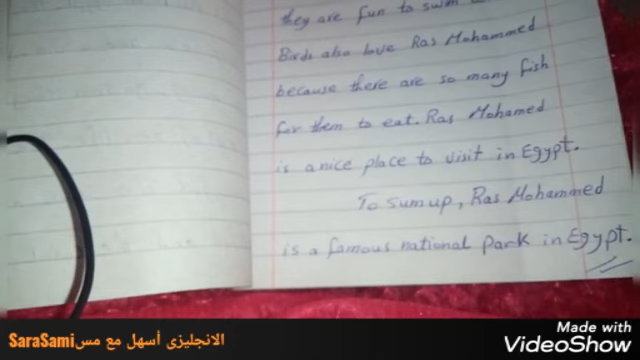 they are fun to swim
Birds also love Ras Mohammed
because there are so many fish
for them to eat. Ras Mohamed
is a nice place to visit in Egypt.
To sum up, Ras Mohammed
is a famous national park in Egypt.
الانجليزى أسهل مع مسSaraSami
Made with
VideoShow